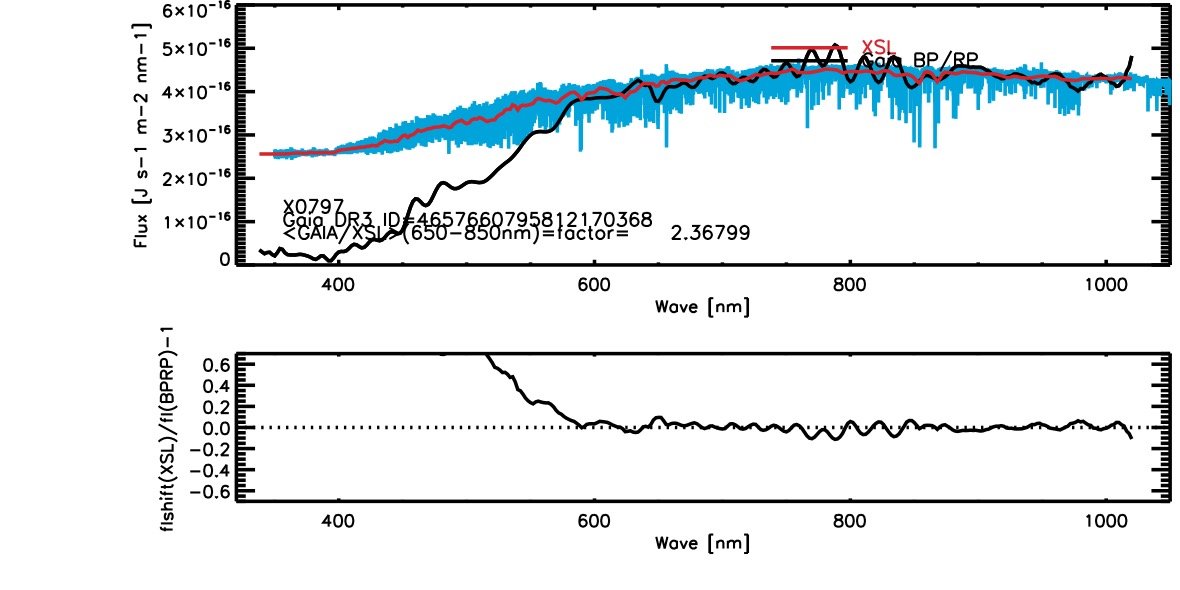 6×10−16
5×10−16
4×10−16
3×10−16
2×10−16
1×10−16
0
Flux [J s−1 m−2 nm−1]
XSL
Gaia BP/RP
X0797
Gaia DR3 ID=4657660795812170368
<GAIA/XSL>(650−850nm)=factor= 2.36799
400 600 800 1000
Wave [nm]
flshift(XSL)/fl(BPRP)−1
0.6
0.4
0.2
0.0
−0.2
−0.4
−0.6
400 600 800 1000
Wave [nm]